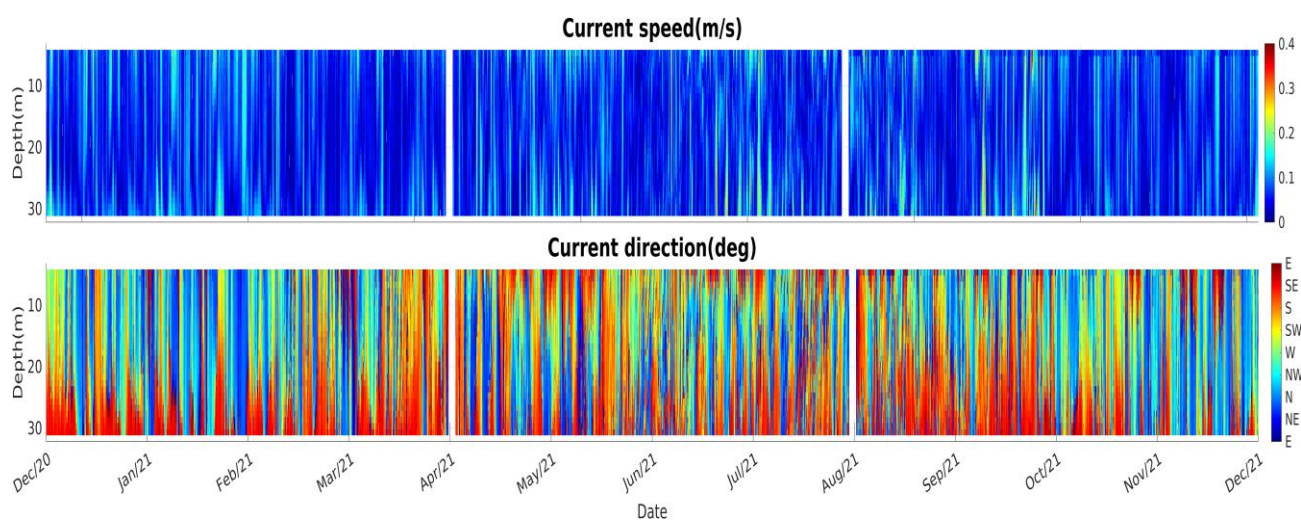 Current speed(m/s)
Depth(m)
10
20
30
0.4
0.3
0.2
0.1
0
Current direction(deg)
Depth(m)
10
20
30
E
SE
S
SW
W
NW
N
NE
E
Dec/20 Jan/21 Feb/21 Mar/21 Apr/21 May/21 Jun/21 Jul/21 Aug/21 Sep/21 Oct/21 Nov/21 Dec/21
Date